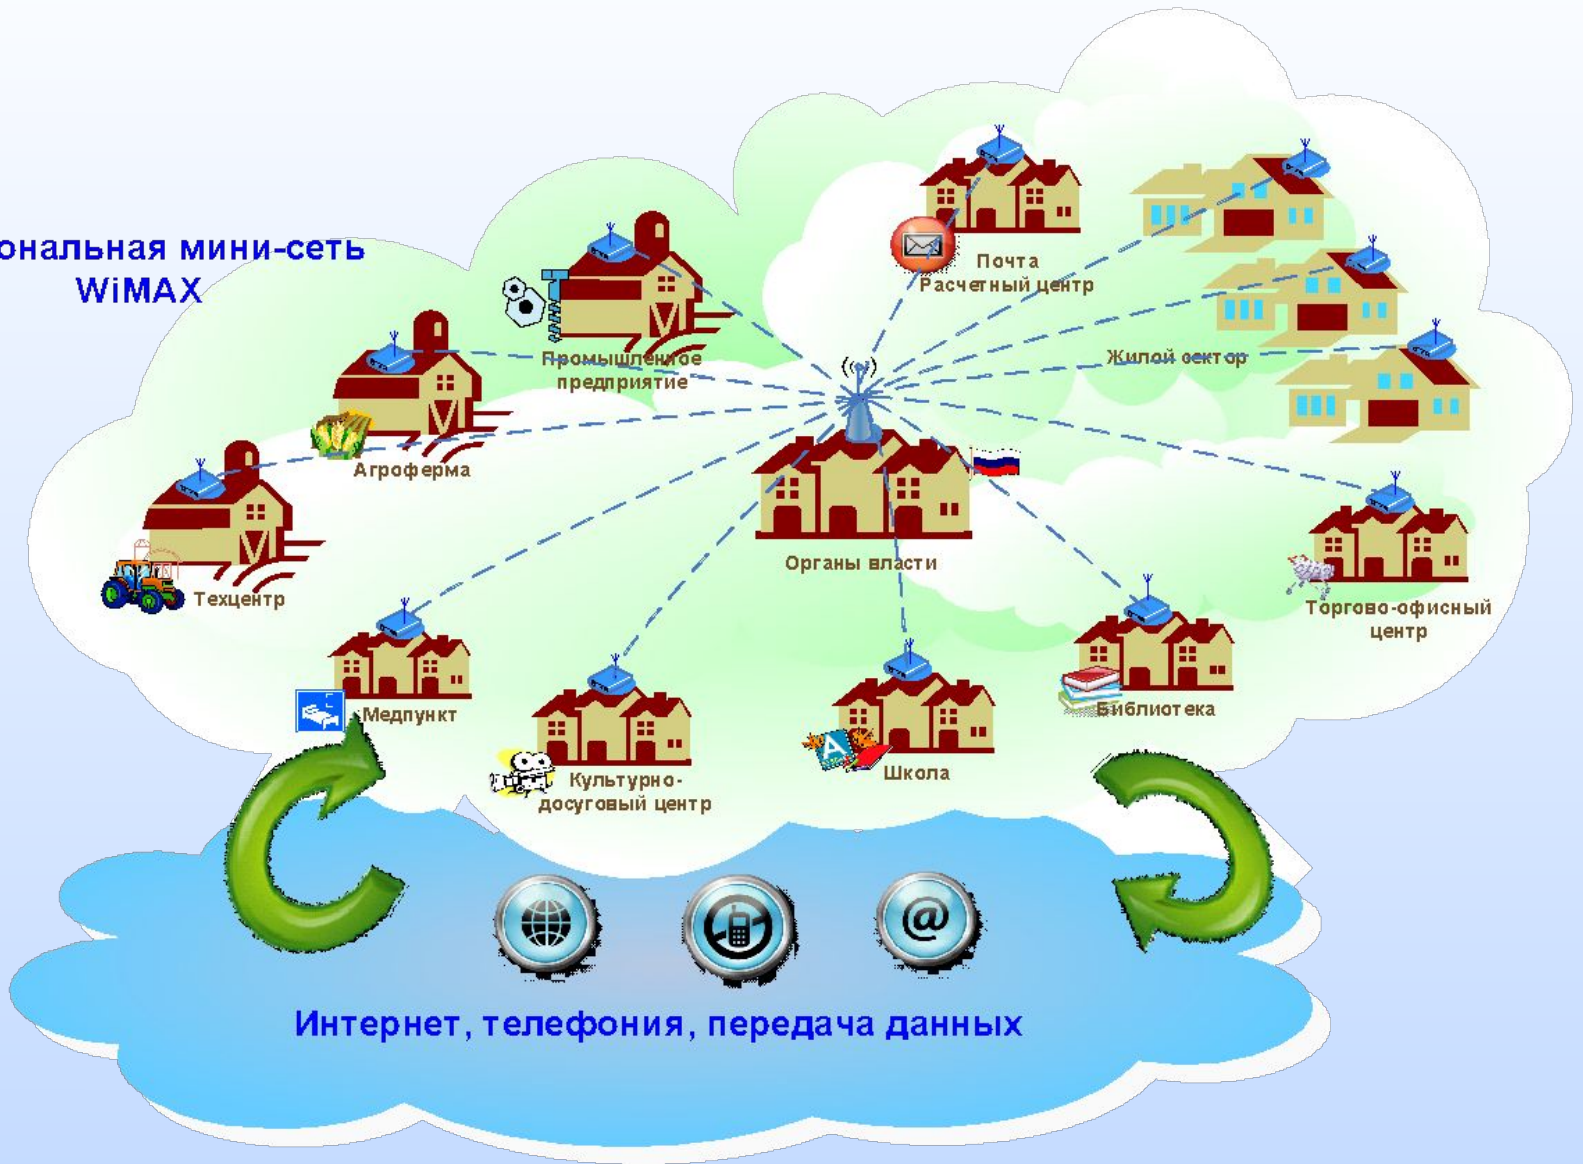 ональная мини-сеть
WiMAX
Почта
Расчетный центр
Промышленное
предприятие
Жилой сектор
Агроферма
Органы власти
Техцентр
Торгово-офисный
центр
Медпункт
Библиотека
Культурно-
досуговый центр
Школа
A
@
Интернет, телефония, передача данных